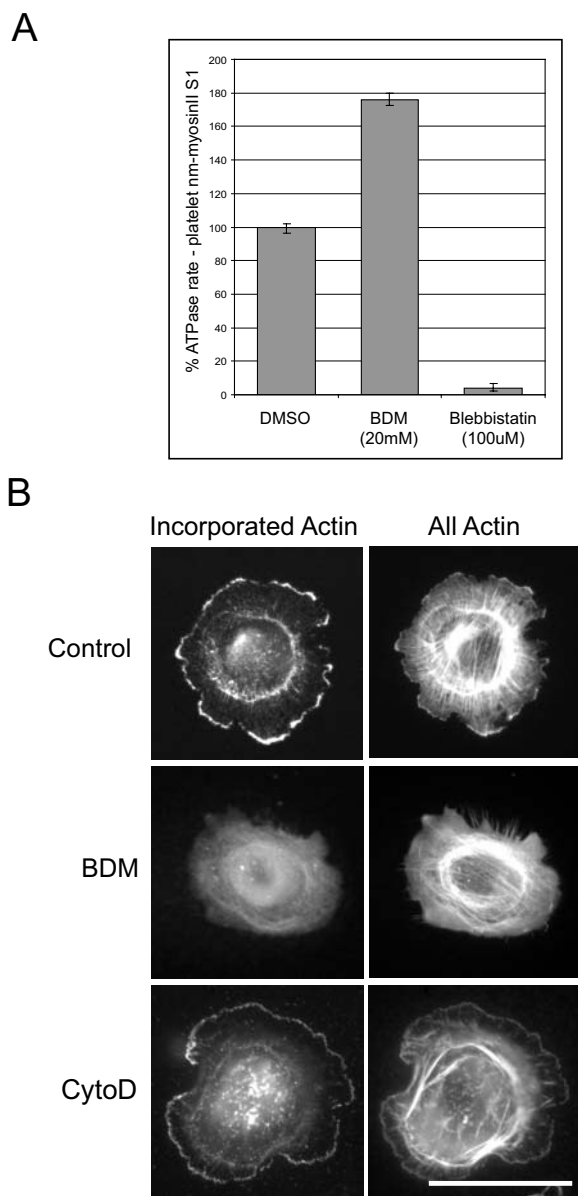 A
% ATPase rate - platelet nm-myosinII S1
200
180
160
140
120
100
80
60
40
20
0
DMSO
BDM
(20mM)
Blebbistatin
(100uM)
B
Incorporated Actin
All Actin
Control
BDM
CytoD